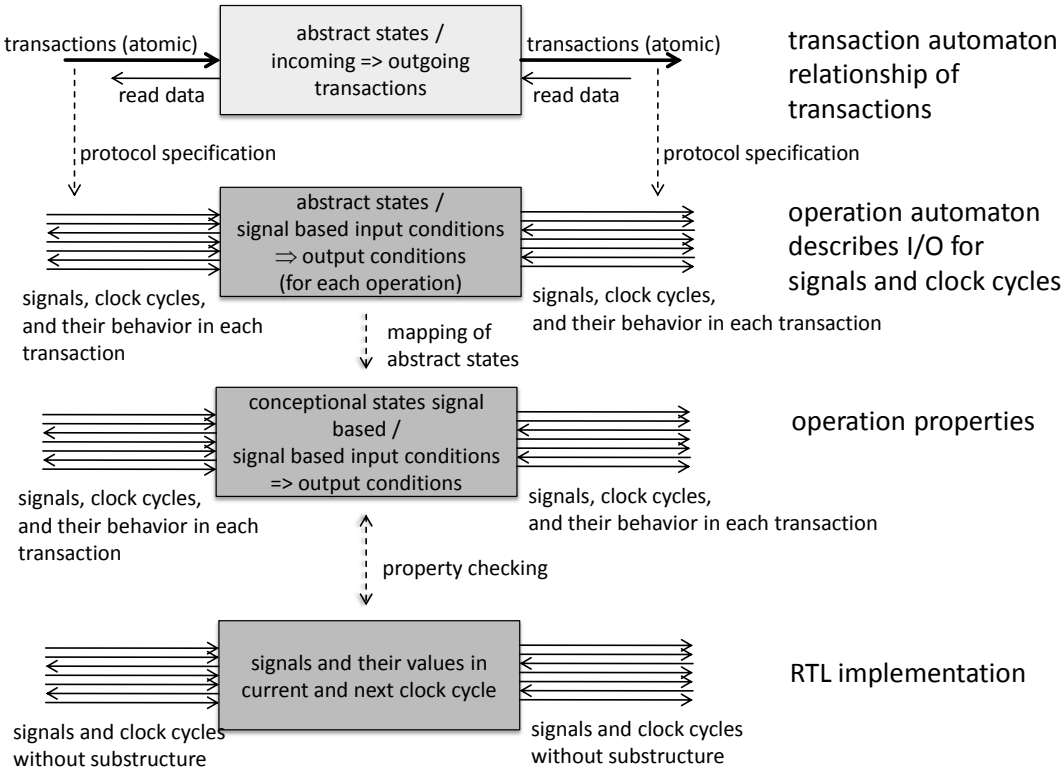 transactions (atomic)
read data
abstract states /
incoming => outgoing
transactions
transactions (atomic)
read data
transaction automaton
relationship of
transactions
protocol specification
protocol specification
abstract states /
signal based input conditions
⇒ output conditions
(for each operation)
operation automaton
describes I/O for
signals and clock cycles
signals, clock cycles,
and their behavior in each
transaction
signals, clock cycles,
and their behavior in each transaction
mapping of
abstract states
conceptional states signal
based /
signal based input conditions
=> output conditions
operation properties
signals, clock cycles,
and their behavior in each
transaction
signals, clock cycles,
and their behavior in each transaction
property checking
signals and their values in
current and next clock cycle
RTL implementation
signals and clock cycles
without substructure
signals and clock cycles
without substructure